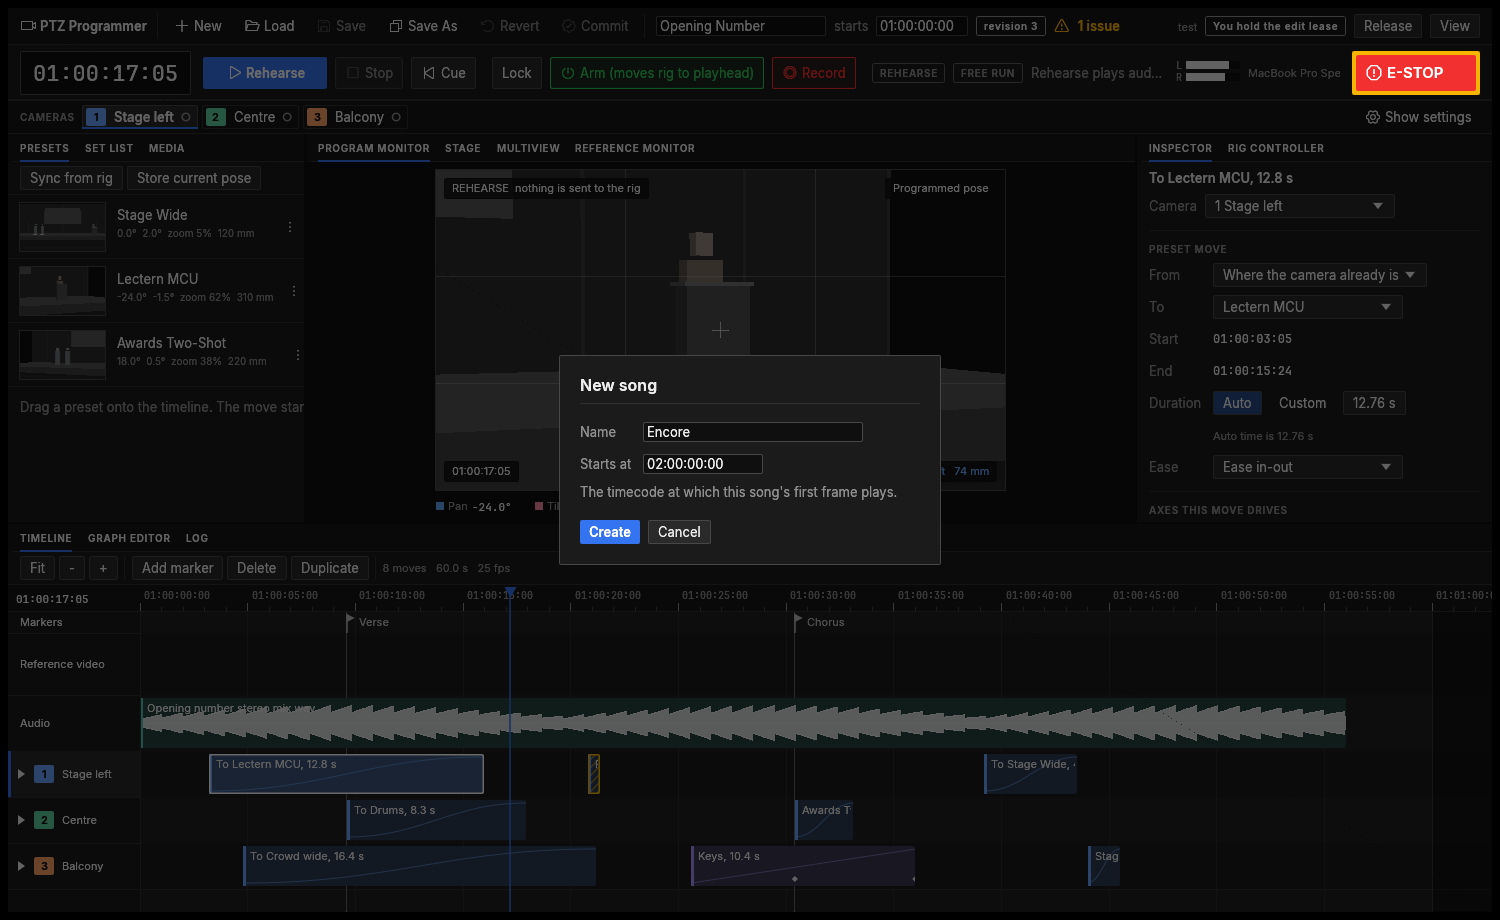 PTZ Programmer
New
Load
Save
Save As
Revert
Commit
Opening Number
starts
01:00:00:00
revision 3
1 issue
test
You hold the edit lease
Release
View
01:00:17:05
Rehearse
Stop
Cue
Lock
Arm (moves rig to playhead)
Record
REHEARSE
FREE RUN
Rehearse plays aud...
L
R
MacBook Pro Spe
E-STOP
CAMERAS
1
Stage left
2
Centre
3
Balcony
Show settings
PRESETS
SET LIST
MEDIA
PROGRAM MONITOR
STAGE
MULTIVIEW
REFERENCE MONITOR
INSPECTOR
RIG CONTROLLER
Sync from rig
Store current pose
Stage Wide
0.0° 2.0° zoom 5% 120 mm
Lectern MCU
-24.0° -1.5° zoom 62% 310 mm
Awards Two-Shot
18.0° 0.5° zoom 38% 220 mm
Drag a preset onto the timeline. The move star
REHEARSE nothing is sent to the rig
Programmed pose
01:00:17:05
74 mm
Pan -24.0°
To Lectern MCU, 12.8 s
Camera
1 Stage left
PRESET MOVE
From
Where the camera already is
To
Lectern MCU
Start
01:00:03:05
End
01:00:15:24
Duration
Auto
Custom
12.76 s
Auto time is 12.76 s
Ease
Ease in-out
AXES THIS MOVE DRIVES
New song
Name
Encore
Starts at
02:00:00:00
The timecode at which this song's first frame plays.
Create
Cancel
TIMELINE
GRAPH EDITOR
LOG
Fit
-
+
Add marker
Delete
Duplicate
8 moves
60.0 s
25 fps
01:00:17:05
01:00:00:00
01:00:05:00
01:00:10:00
01:00:15:00
01:00:20:00
01:00:25:00
01:00:30:00
01:00:35:00
01:00:40:00
01:00:45:00
01:00:50:00
01:00:55:00
01:01:00:0
Markers
Verse
Chorus
Reference video
Audio
Opening number stereo mix.wav
1
Stage left
To Lectern MCU, 12.8 s
To Stage Wide,
2
Centre
To Drums, 8.3 s
Awards T
3
Balcony
To Crowd wide, 16.4 s
Keys, 10.4 s
Stag